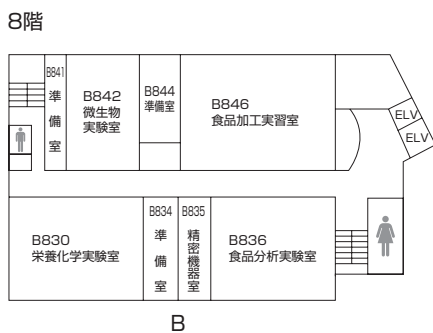 8階
B841
準
備
室
B842
微生物
実験室
B844
準備室
B846
食品加工実習室
ELV
ELV
B830
栄養化学実験室
B834
準
備
室
B835
精密機器室
B836
食品分析実験室
B